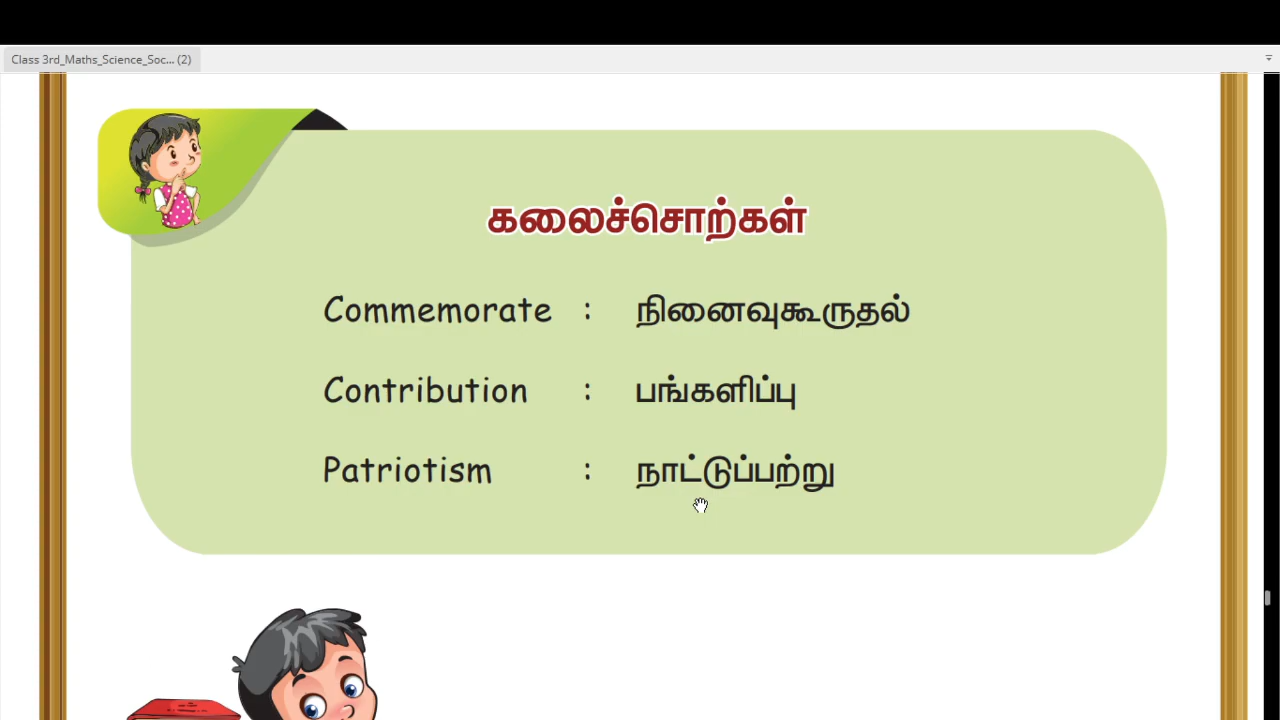 Class 3rd_Maths_Science_Soc... (2)
கலைச்சொற்கள்
Commemorate : நினைவுகூருதல்
Contribution : பங்களிப்பு
Patriotism : நாட்டுப்பற்று